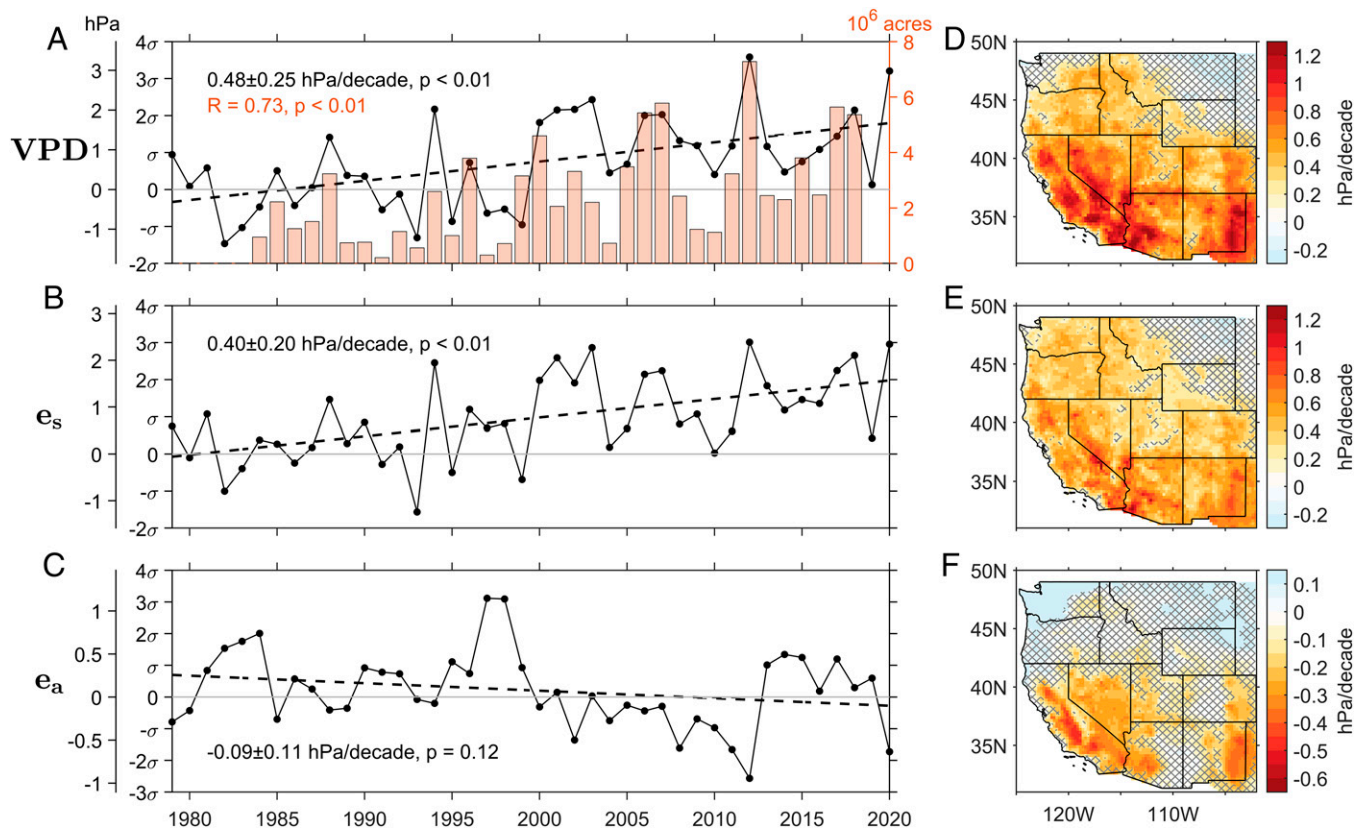 A
hPa
10⁶ acres
VPD
3
2
1
0
-1
4σ
3σ
2σ
σ
0
-σ
-2σ
0.48±0.25 hPa/decade, p < 0.01
R = 0.73, p < 0.01
8
6
4
2
0
D
50N
45N
40N
35N
1.2
1
0.8
0.6
0.4
0.2
0
-0.2
hPa/decade
B
e_s
3
2
1
0
-1
4σ
3σ
2σ
σ
0
-σ
-2σ
0.40±0.20 hPa/decade, p < 0.01
E
50N
45N
40N
35N
1.2
1
0.8
0.6
0.4
0.2
0
-0.2
hPa/decade
C
e_a
1
0.5
0
-0.5
-1
4σ
3σ
2σ
σ
0
-σ
-2σ
-3σ
-0.09±0.11 hPa/decade, p = 0.12
1980 1985 1990 1995 2000 2005 2010 2015 2020
F
50N
45N
40N
35N
120W 110W
0.1
0
-0.1
-0.2
-0.3
-0.4
-0.5
-0.6
hPa/decade